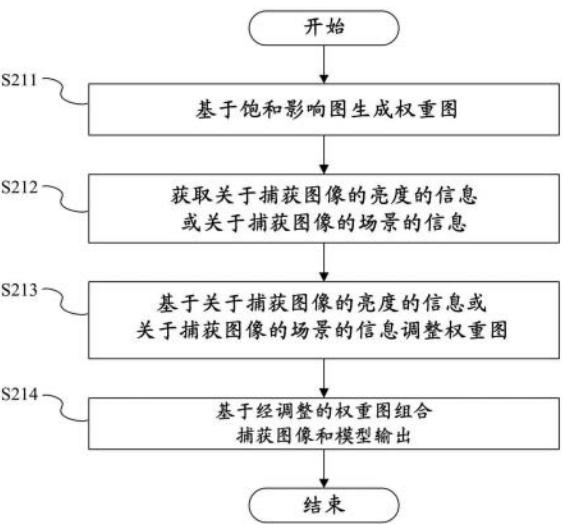 开始
S211
基于饱和影响图生成权重图
S212
获取关于捕获图像的亮度的信息
或关于捕获图像的场景的信息
S213
基于关于捕获图像的亮度的信息或
关于捕获图像的场景的信息调整权重图
S214
基于经调整的权重图组合
捕获图像和模型输出
结束